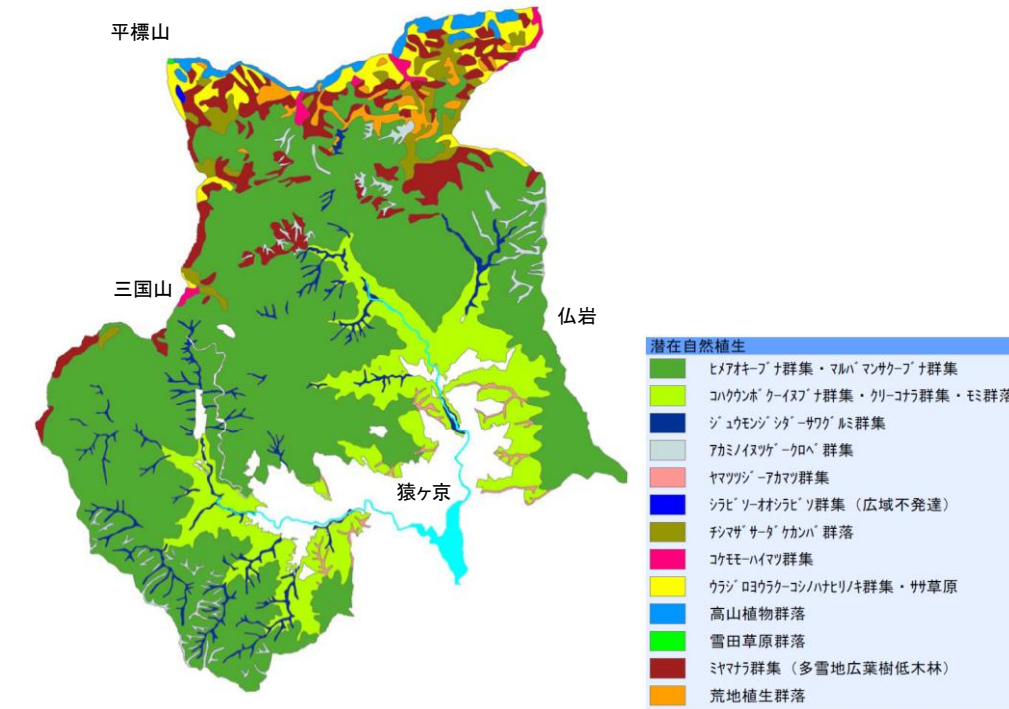 平標山
三国山
仏岩
猿ヶ京
潜在自然植生
ﾋﾒｱｵｷｰﾌﾞﾅ群集・ﾏﾙﾊﾞﾏﾝｻｸｰﾌﾞﾅ群集
ｺﾊｸｳﾝﾎﾞｸｰｲﾇﾌﾞﾅ群集・ｸﾘｰｺﾅﾗ群集・ﾓﾐ群落
ｼﾞｭｳﾓﾝｼﾞｼﾀﾞｰｻﾜｸﾞﾙﾐ群集
ｱｶﾐﾉｲﾇﾂｹﾞｰｸﾛﾍﾞ群集
ﾔﾏﾂﾂｼﾞｰｱｶﾏﾂ群集
ｼﾗﾋﾞｿｰｵｵｼﾗﾋﾞｿ群集（広域不発達）
ﾁｼﾏｻﾞｻｰﾀﾞｹｶﾝﾊﾞ群落
ｺｹﾓﾓｰﾊｲﾏﾂ群集
ｳﾗｼﾞﾛﾖｳﾗｸｰｺｼﾉﾊﾅﾋﾘﾉｷ群集・ｻｻ草原
高山植物群落
雪田草原群落
ﾐﾔﾏﾅﾗ群集（多雪地広葉樹低木林）
荒地植生群落